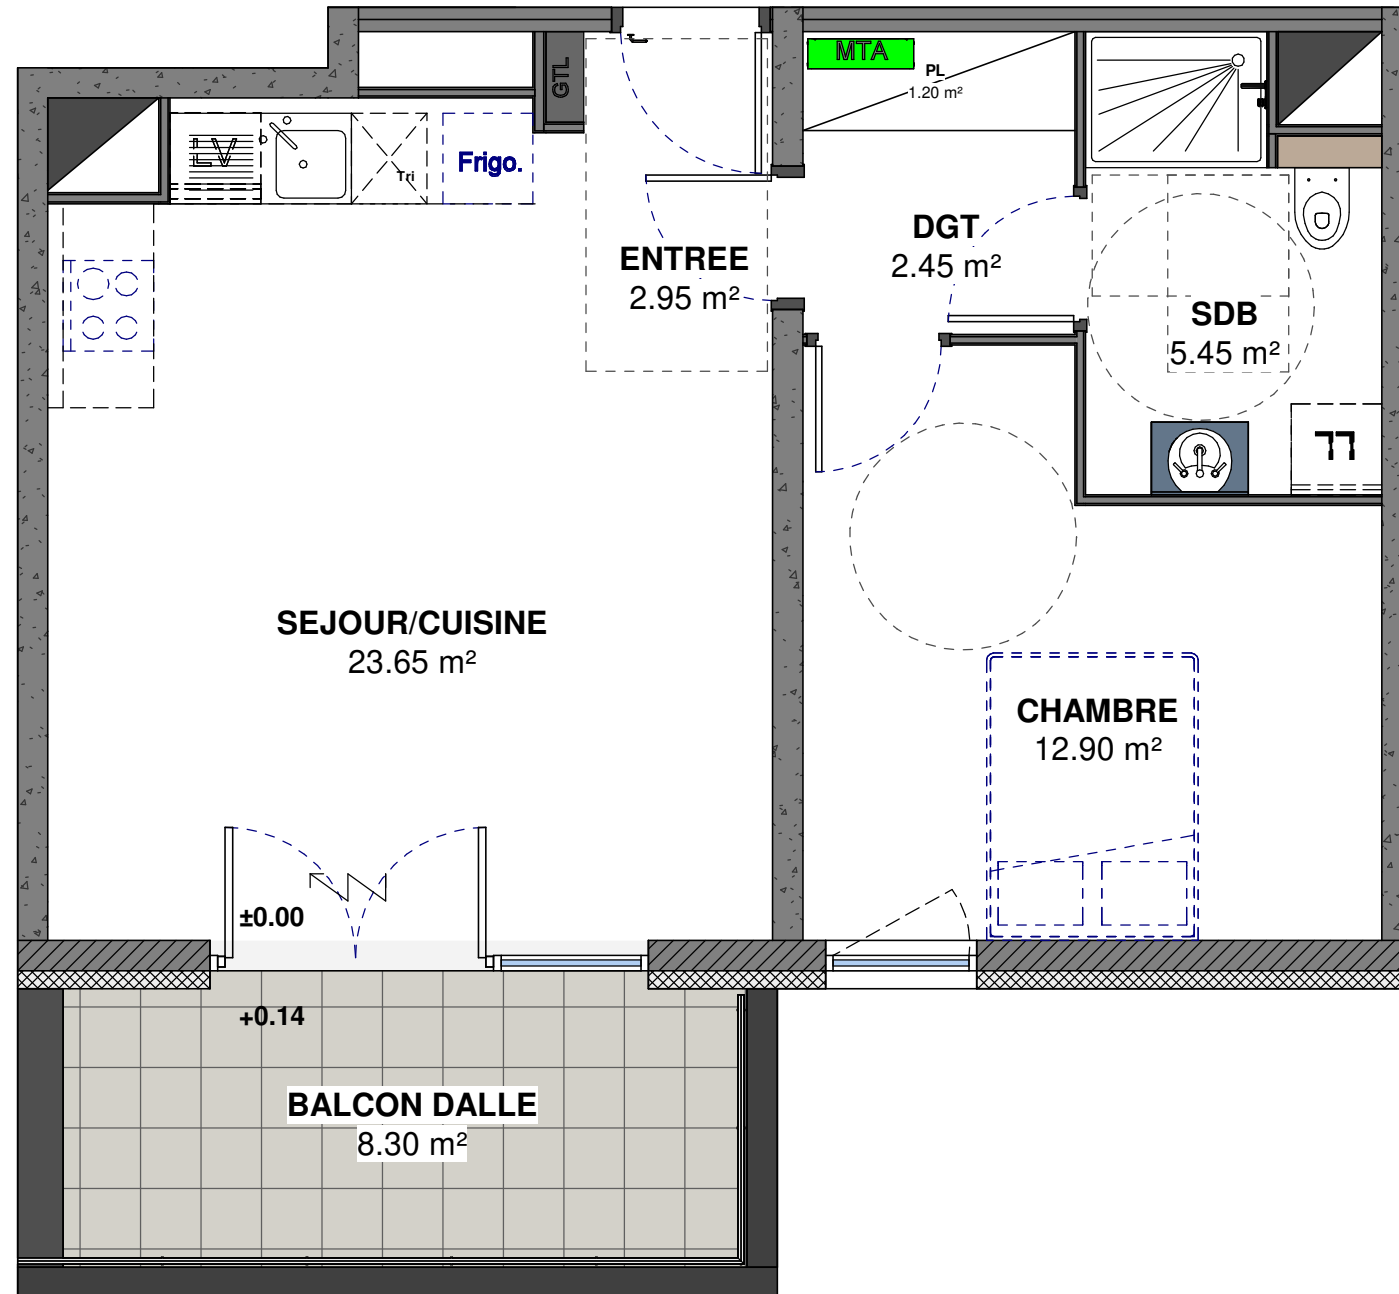 MTA
PL
1.20 m²
GTL
LV
Tri
Frigo.
ENTREE
2.95 m²
DGT
2.45 m²
SDB
5.45 m²
SEJOUR/CUISINE
23.65 m²
CHAMBRE
12.90 m²
±0.00
+0.14
BALCON DALLE
8.30 m²